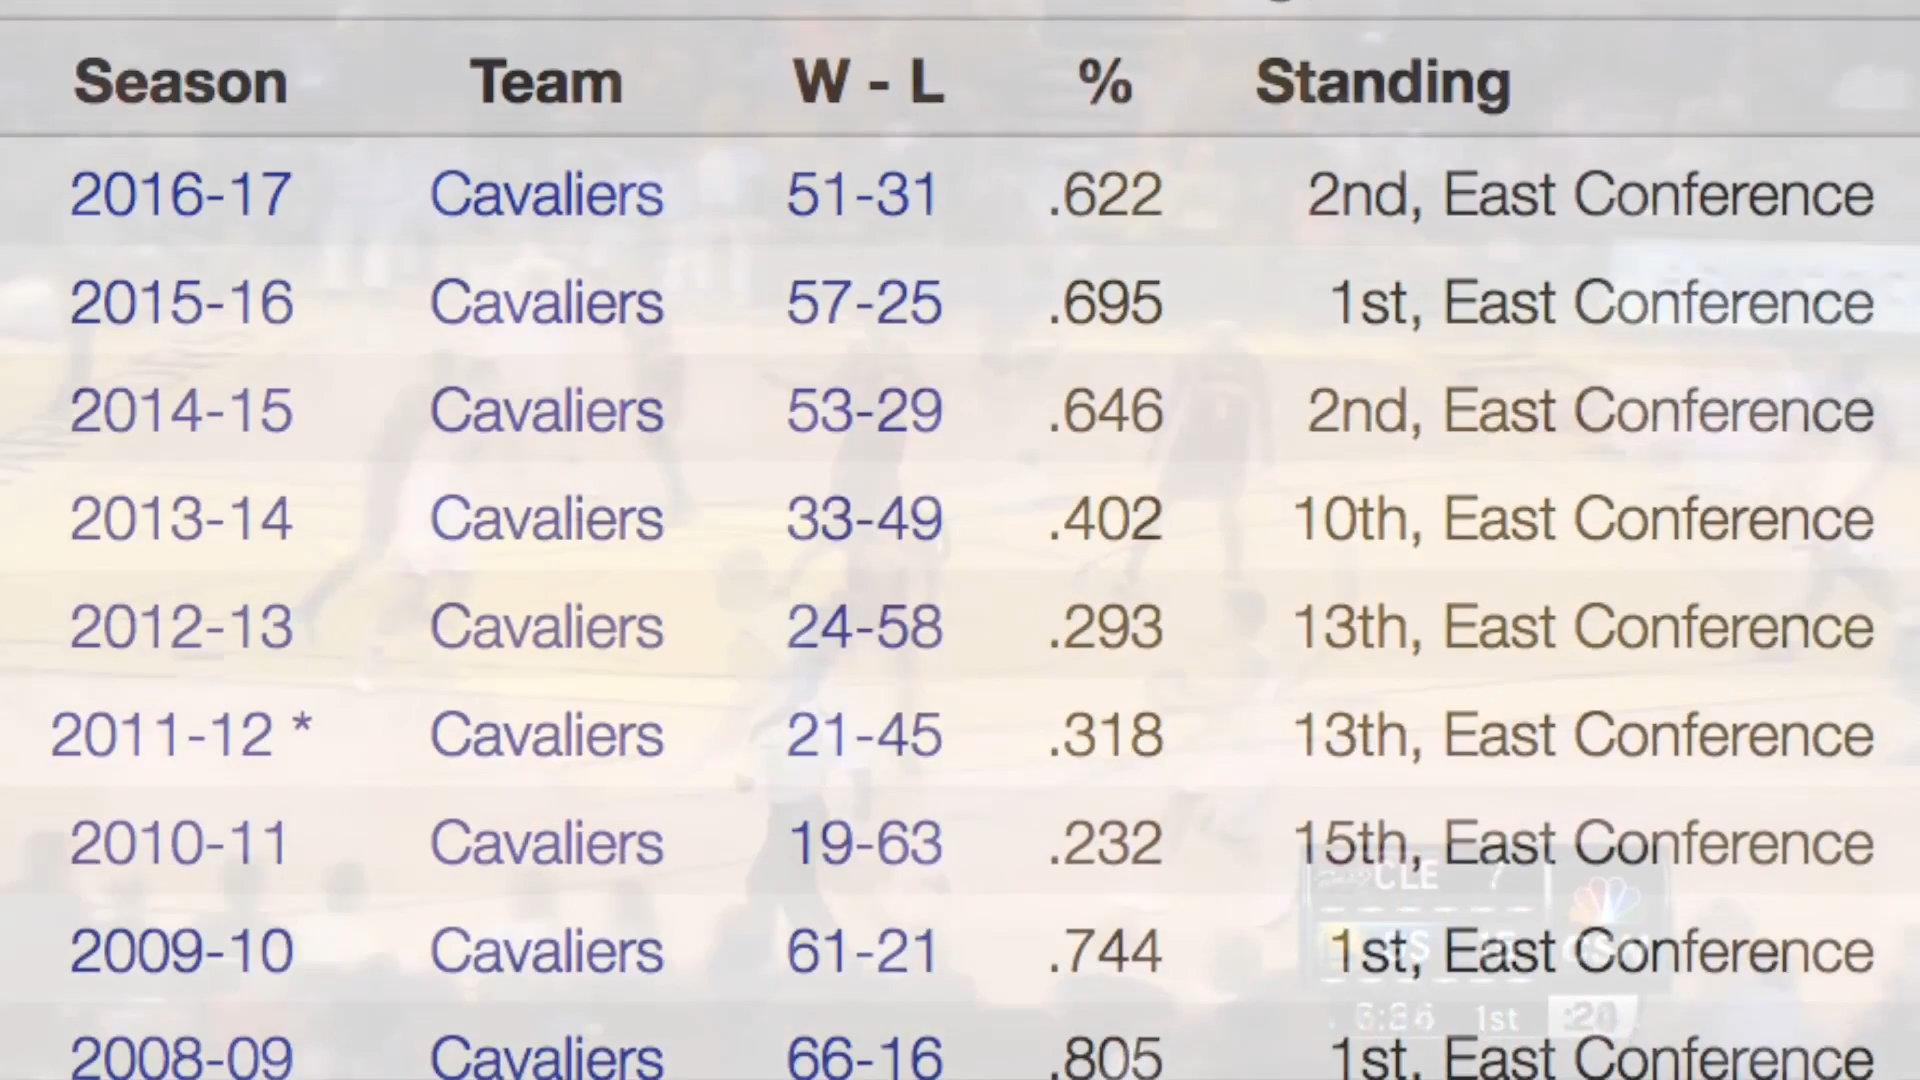 Season Team W - L % Standing
2016-17 Cavaliers 51-31 .622 2nd, East Conference
2015-16 Cavaliers 57-25 .695 1st, East Conference
2014-15 Cavaliers 53-29 .646 2nd, East Conference
2013-14 Cavaliers 33-49 .402 10th, East Conference
2012-13 Cavaliers 24-58 .293 13th, East Conference
2011-12 * Cavaliers 21-45 .318 13th, East Conference
2010-11 Cavaliers 19-63 .232 15th, East Conference
CLE 7
2009-10 Cavaliers 61-21 .744 1st, East Conference
1st :20
2008-09 Cavaliers 66-16 .805 1st, East Conference